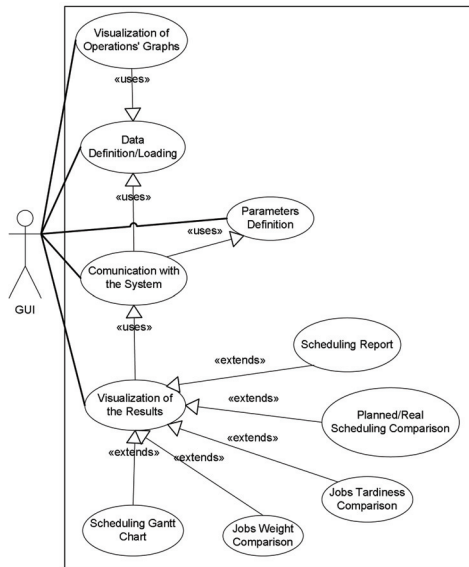 Visualization of
Operations' Graphs
«uses»
Data
Definition/Loading
«uses»
Parameters
Definition
«uses»
Comunication with
the System
GUI
«uses»
Scheduling Report
«extends»
Visualization of
the Results
«extends»
Planned/Real
Scheduling Comparison
«extends»
«extends»
«extends»
Jobs Tardiness
Comparison
Scheduling Gantt
Chart
Jobs Weight
Comparison